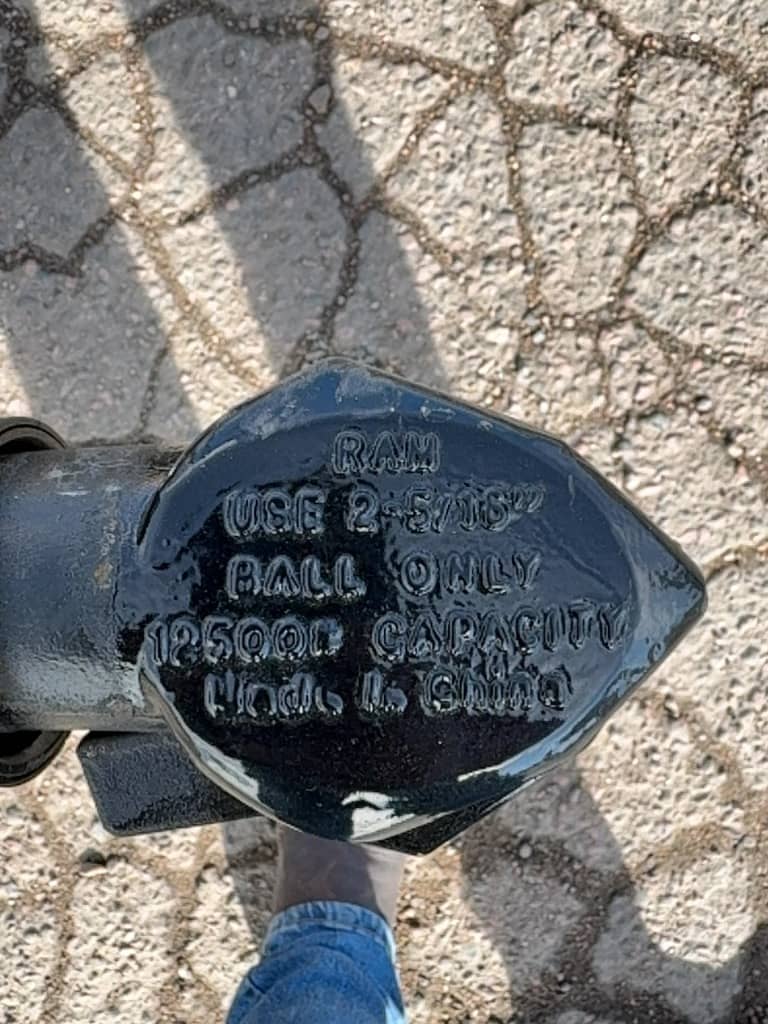 RAM
USE 2-5/16"
BALL ONLY
12500# CAPACITY
Made In China